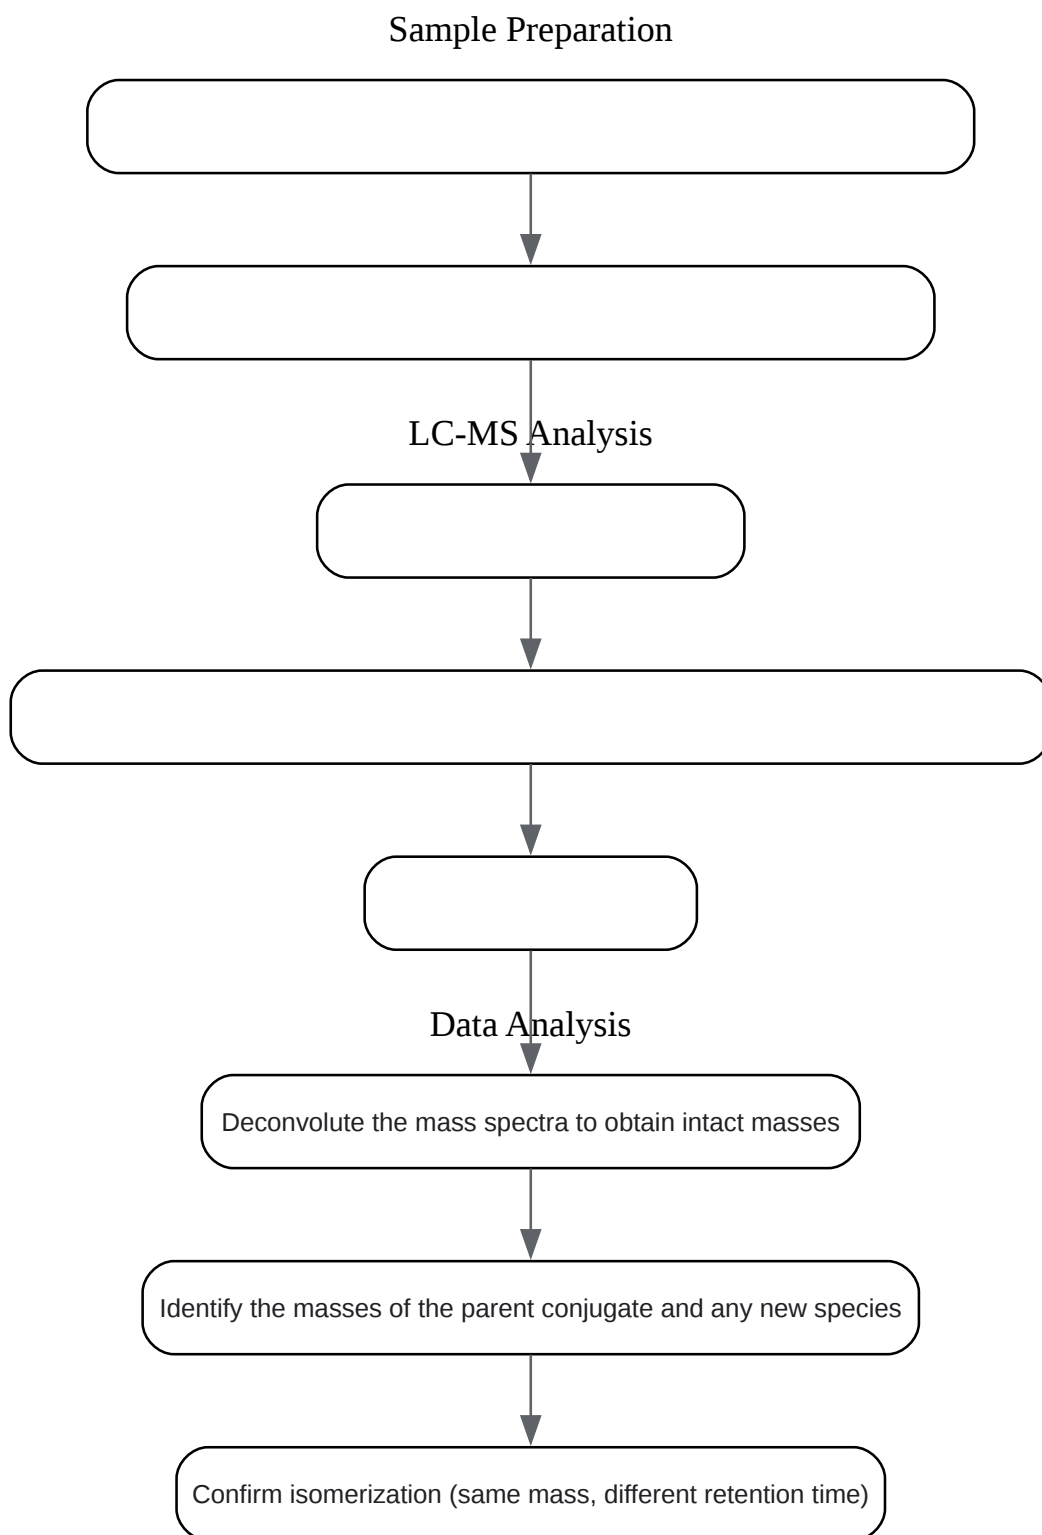 Sample Preparation
LC-MS Analysis
Data Analysis
Deconvolute the mass spectra to obtain intact masses
Identify the masses of the parent conjugate and any new species
Confirm isomerization (same mass, different retention time)